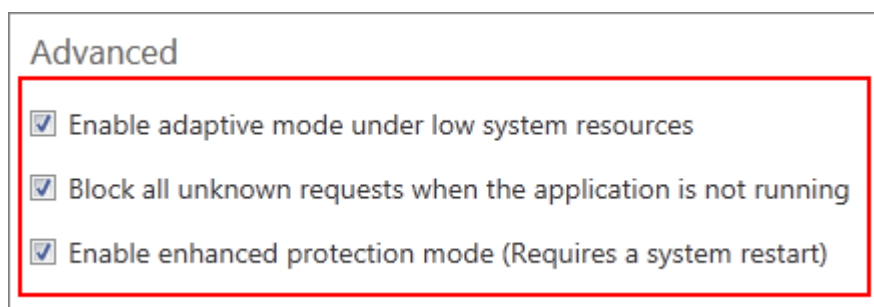 Advanced
Enable adaptive mode under low system resources
Block all unknown requests when the application is not running
Enable enhanced protection mode (Requires a system restart)